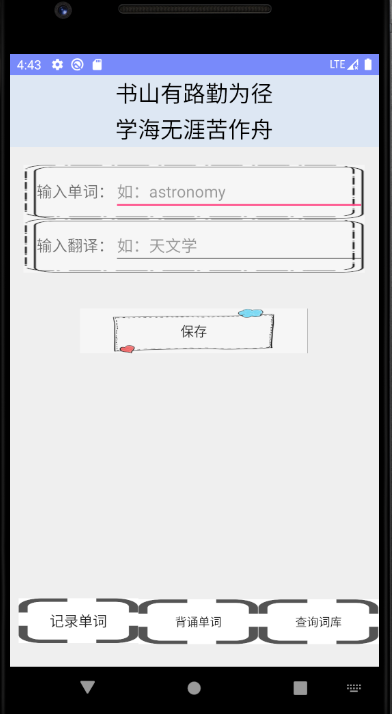 4:43 LTE
书山有路勤为径
学海无涯苦作舟
输入单词： 如：astronomy
输入翻译： 如：天文学
保存
记录单词 背诵单词 查询词库